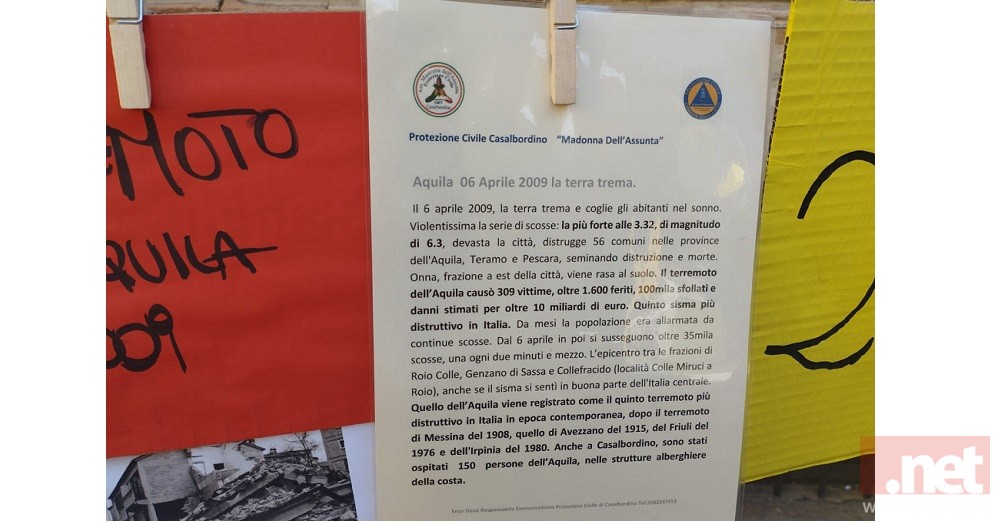 MOTO
QUILA
009
Protezione Civile
Casalbordino
Protezione Civile Casalbordino "Madonna Dell'Assunta"
Aquila 06 Aprile 2009 la terra trema.
Il 6 aprile 2009, la terra trema e coglie gli abitanti nel sonno.
Violentissima la serie di scosse: la più forte alle 3.32, di magnitudo
di 6.3, devasta la città, distrugge 56 comuni nelle province
dell'Aquila, Teramo e Pescara, seminando distruzione e morte.
Onna, frazione a est della città, viene rasa al suolo. Il terremoto
dell'Aquila causò 309 vittime, oltre 1.600 feriti, 100mila sfollati e
danni stimati per oltre 10 miliardi di euro. Quinto sisma più
distruttivo in Italia. Da mesi la popolazione era allarmata da
continue scosse. Dal 6 aprile in poi si susseguono oltre 35mila
scosse, una ogni due minuti e mezzo. L'epicentro tra le frazioni di
Roio Colle, Genzano di Sassa e Collefracido (località Colle Miruci a
Roio), anche se il sisma si sentì in buona parte dell'Italia centrale.
Quello dell'Aquila viene registrato come il quinto terremoto più
distruttivo in Italia in epoca contemporanea, dopo il terremoto
di Messina del 1908, quello di Avezzano del 1915, del Friuli del
1976 e dell'Irpinia del 1980. Anche a Casalbordino, sono stati
ospitati 150 persone dell'Aquila, nelle strutture alberghiere
della costa.
Responsabile Comunicazione Protezione Civile di Casalbordino
2
.net
w